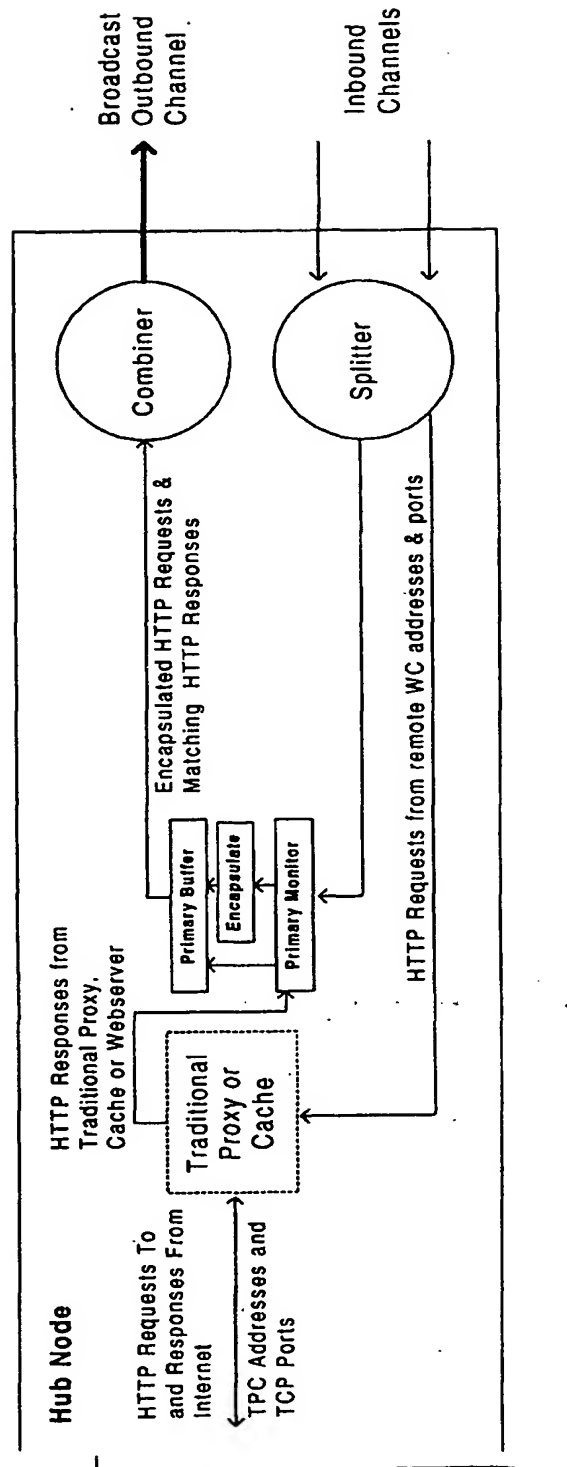 Hub Node
HTTP Requests To
and Responses From
Internet
TPC Addresses and
TCP Ports
HTTP Responses from
Traditional Proxy,
Cache or Webserver
Traditional
Proxy or
Cache
Primary Buffer
Encapsulate
Primary Monitor
Encapsulated HTTP Requests &
Matching HTTP Responses
HTTP Requests from remote WC addresses & ports
Combiner
Splitter
Broadcast
Outbound
Channel
Inbound
Channels